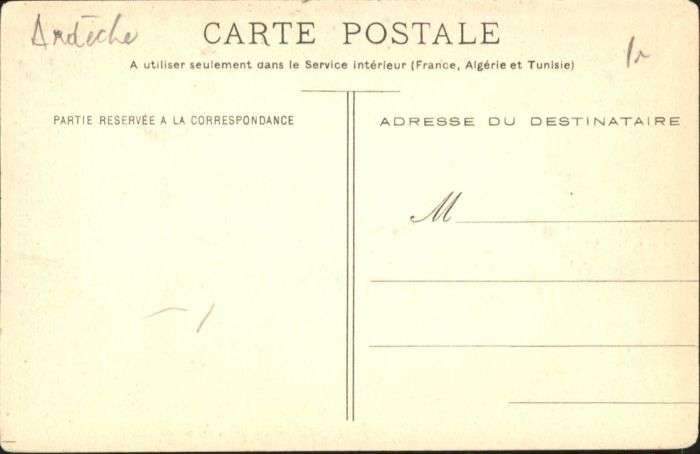 Ardèche
CARTE POSTALE
A utiliser seulement dans le Service intérieur (France, Algérie et Tunisie)
PARTIE RESERVÉE A LA CORRESPONDANCE
ADRESSE DU DESTINATAIRE
M